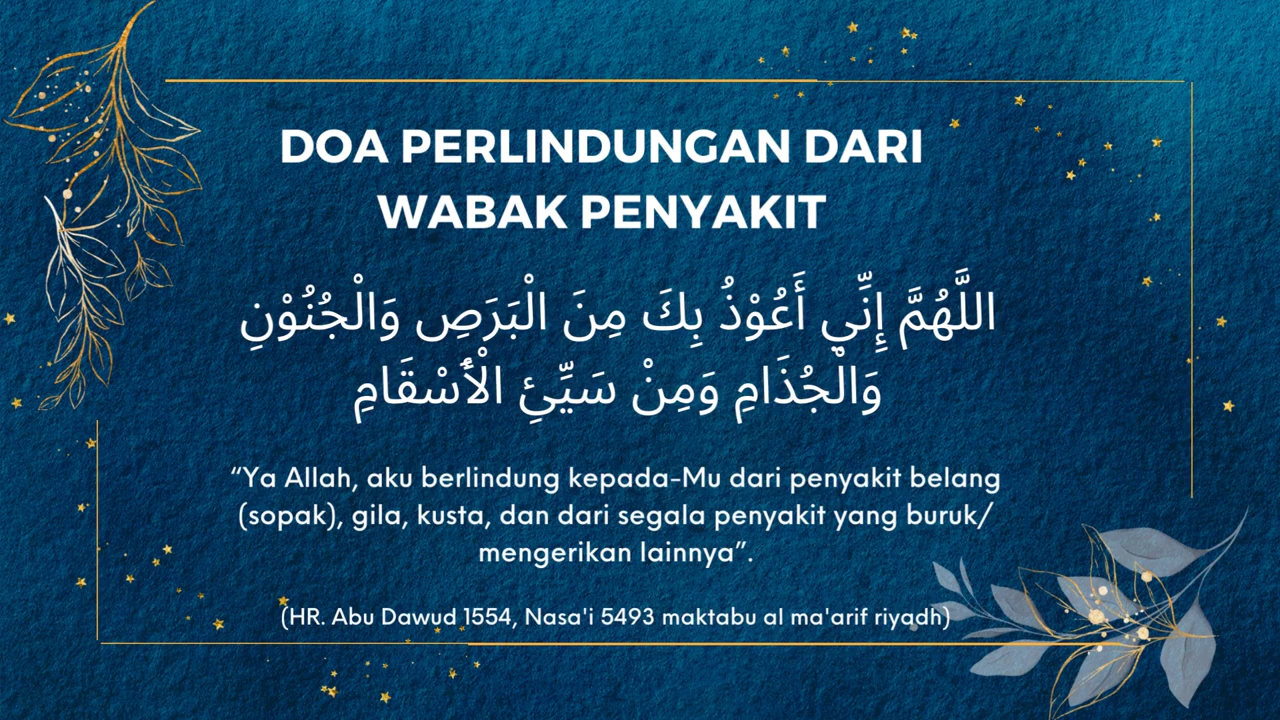 DOA PERLINDUNGAN DARI
WABAK PENYAKIT
اللَّهُمَّ إِنِّي أَعُوْذُ بِكَ مِنَ الْبَرَصِ وَالْجُنُوْنِ
وَالْجُذَامِ وَمِنْ سَيِّئِ الْأَسْقَامِ
“Ya Allah, aku berlindung kepada-Mu dari penyakit belang
(sopak), gila, kusta, dan dari segala penyakit yang buruk/
mengerikan lainnya”.
(HR. Abu Dawud 1554, Nasa'i 5493 maktabu al ma'arif riyadh)